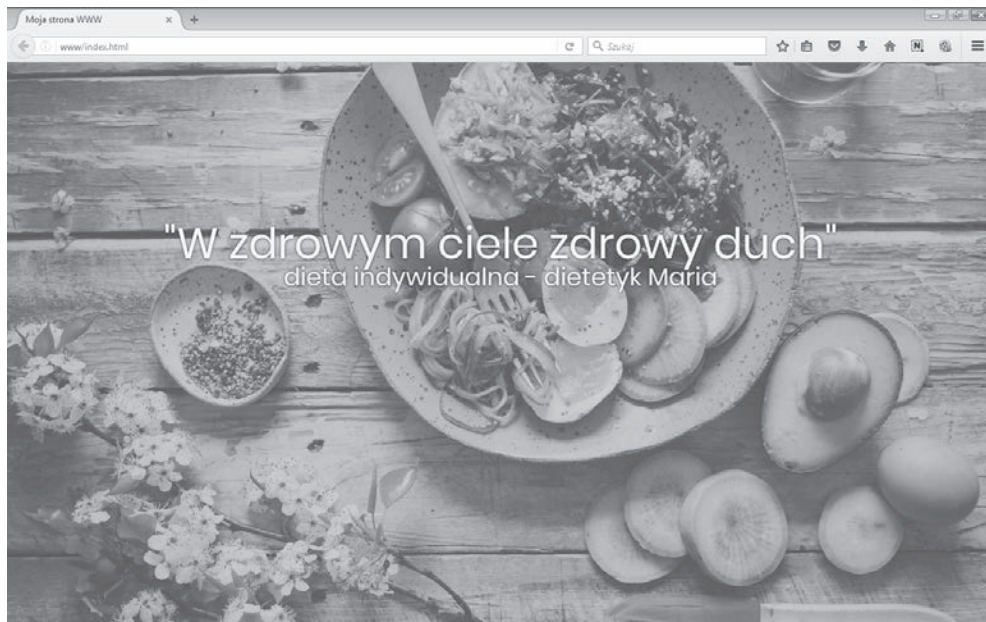 Moja strona WWW
www/index.html
Szukaj
"W zdrowym ciele zdrowy duch"
dieta indywidualna - dietetyk Maria